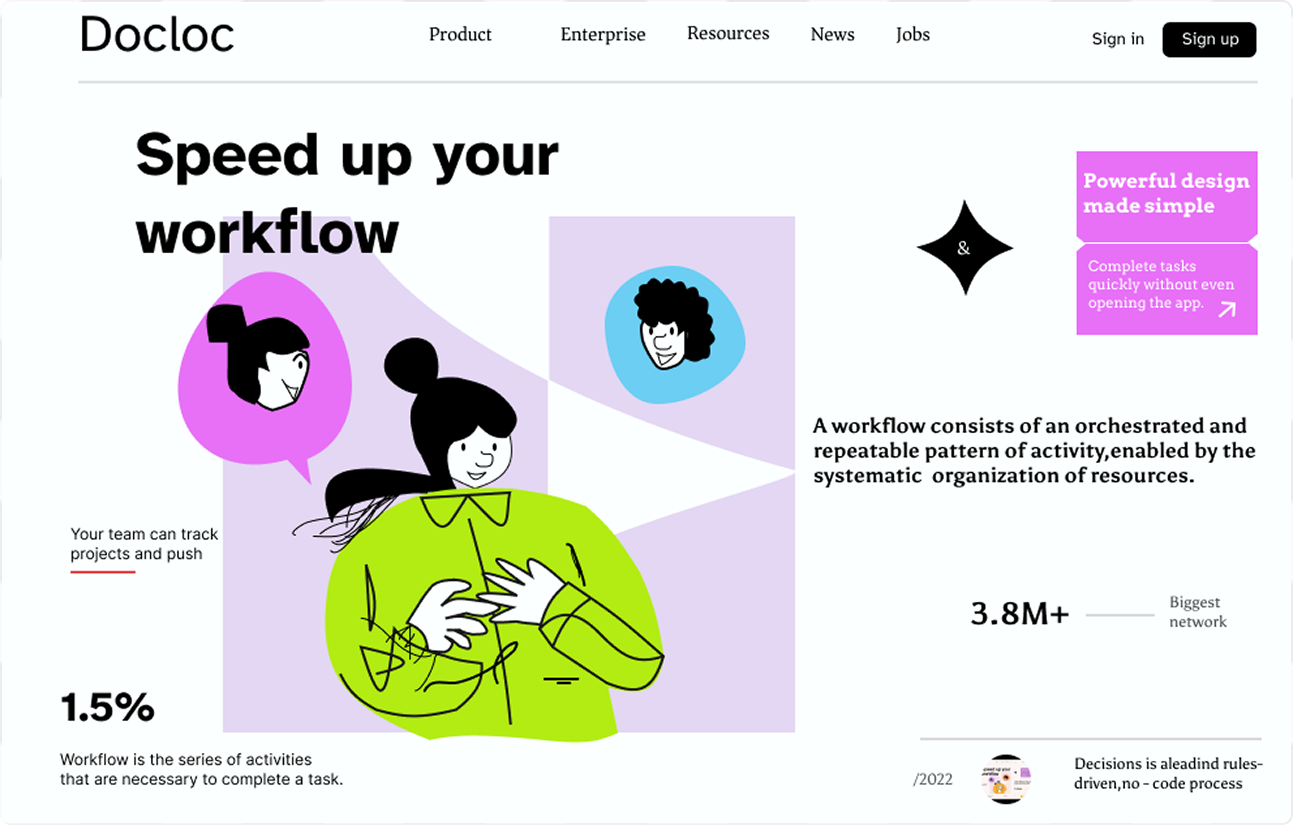 Docloc
Product Enterprise Resources News Jobs
Sign in Sign up
Speed up your
workflow
&
Powerful design
made simple
Complete tasks
quickly without even
opening the app.
A workflow consists of an orchestrated and
repeatable pattern of activity,enabled by the
systematic organization of resources.
Your team can track
projects and push
3.8M+
Biggest
network
1.5%
Workflow is the series of activities
that are necessary to complete a task.
/2022
Decisions is aleadind rules-
driven,no - code process